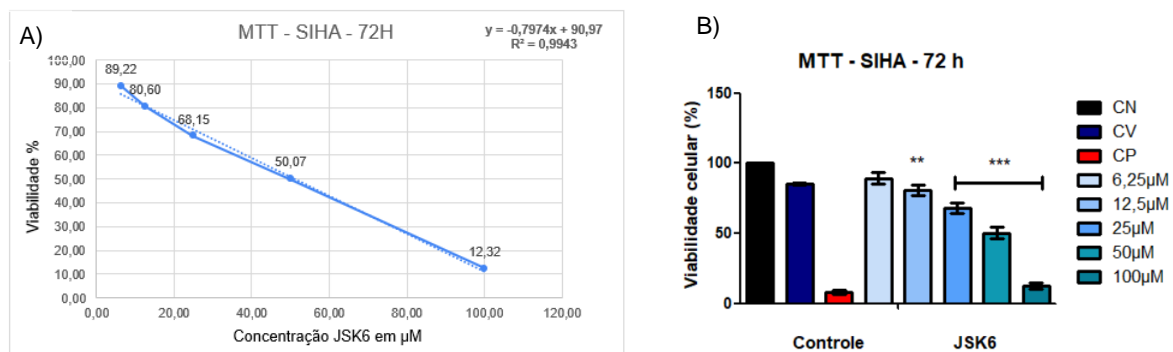 A)
MTT - SIHA - 72H
y = -0,7974x + 90,97
R² = 0,9943
100,00
90,00
80,00
70,00
60,00
50,00
40,00
30,00
20,00
10,00
0,00
Viabilidade %
89,22
80,60
68,15
50,07
12,32
0,00 20,00 40,00 60,00 80,00 100,00 120,00
Concentração JSK6 em µM
B)
MTT - SIHA - 72 h
Viabilidade celular (%)
150
100
50
0
** ***
Controle JSK6
CN
CV
CP
6,25µM
12,5µM
25µM
50µM
100µM